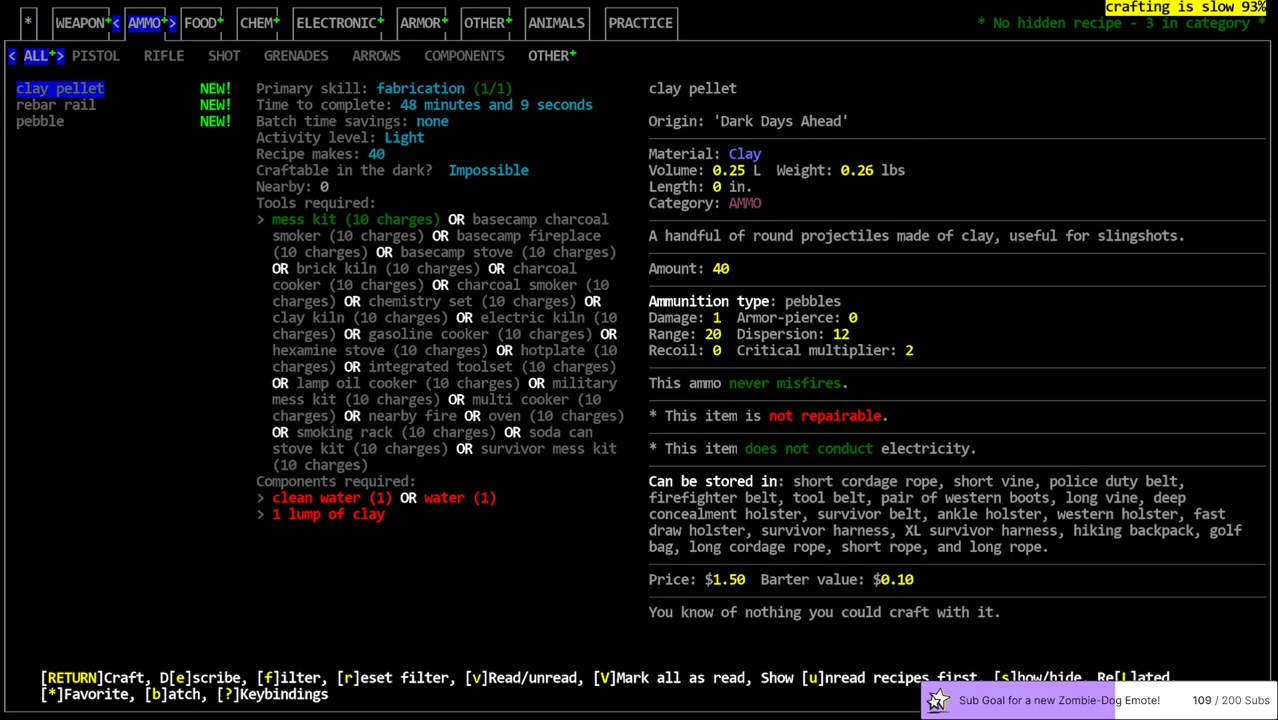 crafting is slow 93%
* WEAPON+< AMMO+> FOOD+ CHEM+ ELECTRONIC+ ARMOR+ OTHER+ ANIMALS PRACTICE * No hidden recipe - 3 in category *
< ALL+> PISTOL RIFLE SHOT GRENADES ARROWS COMPONENTS OTHER+
clay pellet NEW!
rebar rail NEW!
pebble NEW!
Primary skill: fabrication (1/1)
Time to complete: 48 minutes and 9 seconds
Batch time savings: none
Activity level: Light
Recipe makes: 40
Craftable in the dark? Impossible
Nearby: 0
Tools required:
> mess kit (10 charges) OR basecamp charcoal
smoker (10 charges) OR basecamp fireplace
(10 charges) OR basecamp stove (10 charges)
OR brick kiln (10 charges) OR charcoal
cooker (10 charges) OR charcoal smoker (10
charges) OR chemistry set (10 charges) OR
clay kiln (10 charges) OR electric kiln (10
charges) OR gasoline cooker (10 charges) OR
hexamine stove (10 charges) OR hotplate (10
charges) OR integrated toolset (10 charges)
OR lamp oil cooker (10 charges) OR military
mess kit (10 charges) OR multi cooker (10
charges) OR nearby fire OR oven (10 charges)
OR smoking rack (10 charges) OR soda can
stove kit (10 charges) OR survivor mess kit
(10 charges)
Components required:
> clean water (1) OR water (1)
> 1 lump of clay
clay pellet
Origin: 'Dark Days Ahead'
Material: Clay
Volume: 0.25 L Weight: 0.26 lbs
Length: 0 in.
Category: AMMO
A handful of round projectiles made of clay, useful for slingshots.
Amount: 40
Ammunition type: pebbles
Damage: 1 Armor-pierce: 0
Range: 20 Dispersion: 12
Recoil: 0 Critical multiplier: 2
This ammo never misfires.
* This item is not repairable.
* This item does not conduct electricity.
Can be stored in: short cordage rope, short vine, police duty belt,
firefighter belt, tool belt, pair of western boots, long vine, deep
concealment holster, survivor belt, ankle holster, western holster, fast
draw holster, survivor harness, XL survivor harness, hiking backpack, golf
bag, long cordage rope, short rope, and long rope.
Price: $1.50 Barter value: $0.10
You know of nothing you could craft with it.
[RETURN]Craft, D[e]scribe, [f]ilter, [r]eset filter, [v]Read/unread, [V]Mark all as read, Show [u]nread recipes first, [s]how/hide, Re[L]ated
[*]Favorite, [b]atch, [?]Keybindings
Sub Goal for a new Zombie-Dog Emote! 109 / 200 Subs